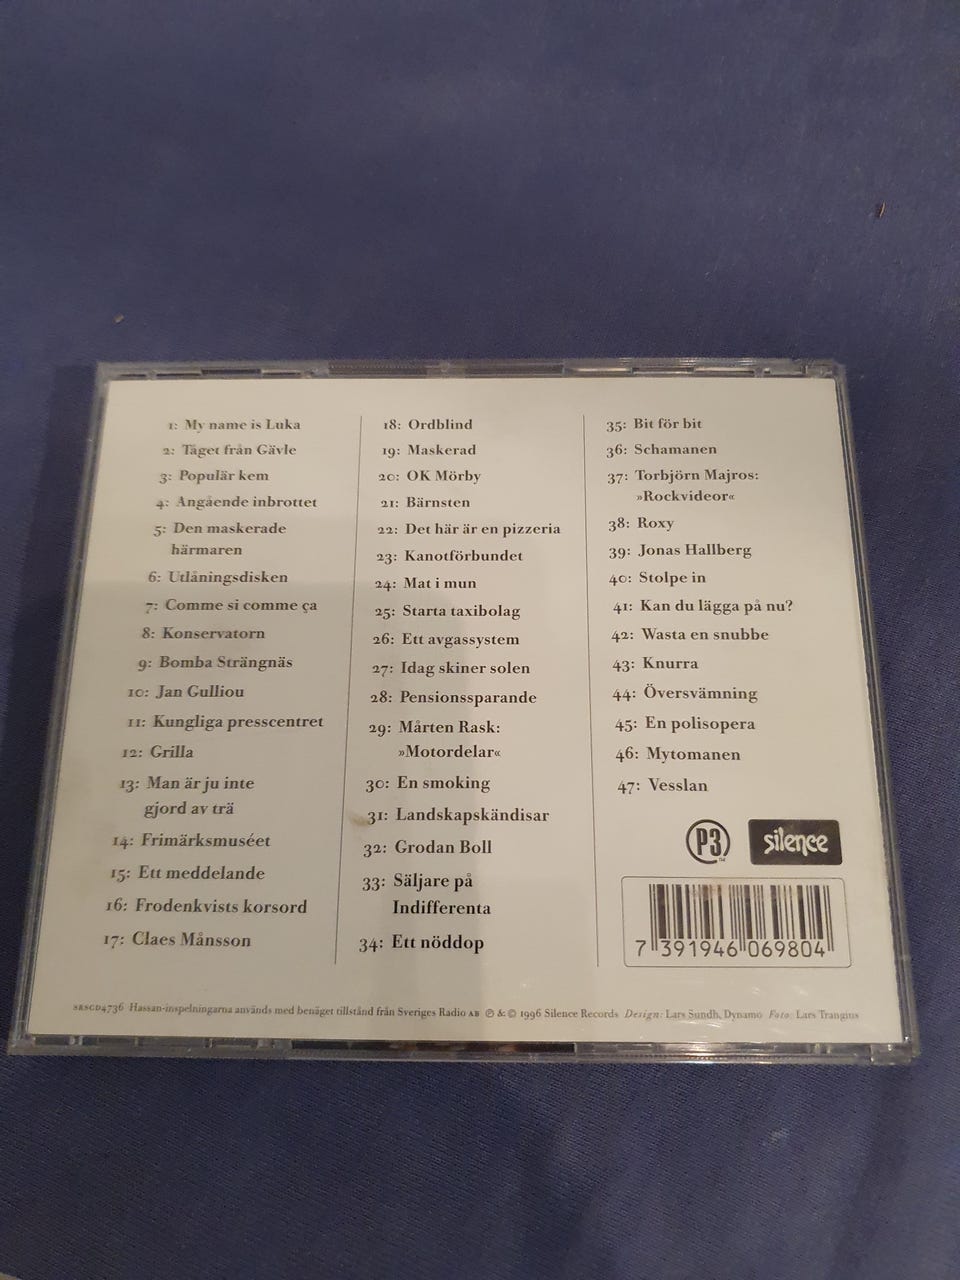 1: My name is Luka
2: Tåget från Gävle
3: Populär kem
4: Angående inbrottet
5: Den maskerade
härmaren
6: Utlåningsdisken
7: Comme si comme ça
8: Konservatorn
9: Bomba Strängnäs
10: Jan Gulliou
11: Kungliga presscentret
12: Grilla
13: Man är ju inte
gjord av trä
14: Frimärksmuséet
15: Ett meddelande
16: Frodenkvists korsord
17: Claes Månsson
18: Ordblind
19: Maskerad
20: OK Mörby
21: Bärnsten
22: Det här är en pizzeria
23: Kanotförbundet
24: Mat i mun
25: Starta taxibolag
26: Ett avgassystem
27: Idag skiner solen
28: Pensionssparande
29: Mårten Rask:
»Motordelar«
30: En smoking
31: Landskapskändisar
32: Grodan Boll
33: Säljare på
Indifferenta
34: Ett nöddop
35: Bit för bit
36: Schamanen
37: Torbjörn Majros:
»Rockvideor«
38: Roxy
39: Jonas Hallberg
40: Stolpe in
41: Kan du lägga på nu?
42: Wasta en snubbe
43: Knurra
44: Översvämning
45: En polisopera
46: Mytomanen
47: Vesslan
P3
silence
7 391946 069804
SRSCD4736 Hassan-inspelningarna används med benäget tillstånd från Sveriges Radio AB ℗ & © 1996 Silence Records Design: Lars Sundh, Dynamo Foto: Lars Trangius